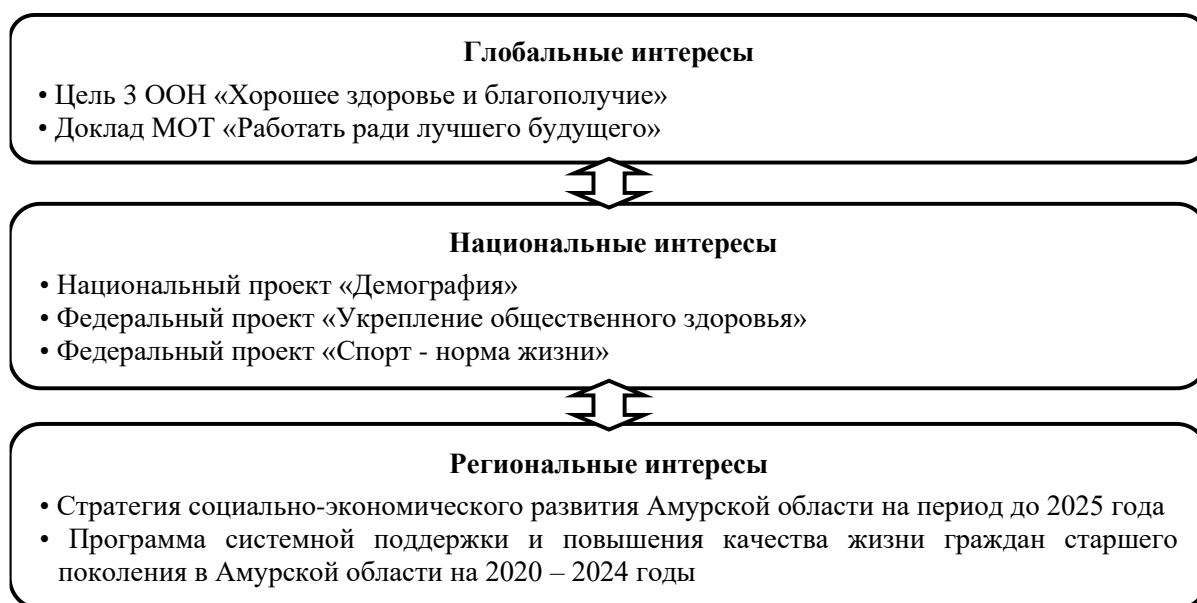 Глобальные интересы
• Цель 3 ООН «Хорошее здоровье и благополучие»
• Доклад МОТ «Работать ради лучшего будущего»
Национальные интересы
• Национальный проект «Демография»
• Федеральный проект «Укрепление общественного здоровья»
• Федеральный проект «Спорт - норма жизни»
Региональные интересы
• Стратегия социально-экономического развития Амурской области на период до 2025 года
• Программа системной поддержки и повышения качества жизни граждан старшего
поколения в Амурской области на 2020 – 2024 годы